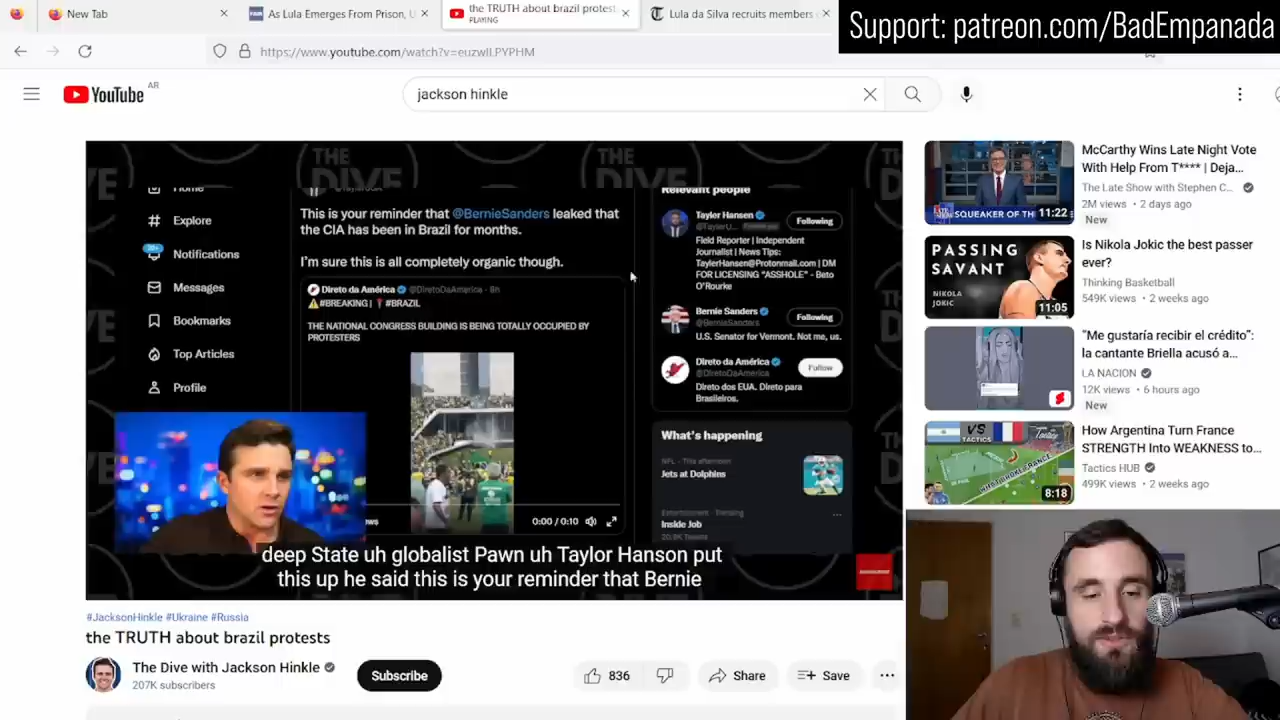 New Tab
As Lula Emerges From Prison, U
the TRUTH about brazil protest
PLAYING
Lula da Silva recruits members
Support: patreon.com/BadEmpanada
https://www.youtube.com/watch?v=euzwILPYPHM
YouTube AR
jackson hinkle
THE
THE
Home
Explore
20+
Notifications
Messages
Bookmarks
Top Articles
Profile
This is your reminder that @BernieSanders leaked that
the CIA has been in Brazil for months.
I'm sure this is all completely organic though.
Direto da América @DiretoDaAmerica · 8h
#BREAKING | #BRAZIL
THE NATIONAL CONGRESS BUILDING IS BEING TOTALLY OCCUPIED BY
PROTESTERS
0:00 / 0:10
Relevant people
Taylor Hansen
Following
Field Reporter | Independent
Journalist | News Tips:
TaylerHansen@Protonmail.com | DM
FOR LICENSING "ASSHOLE" - Beto
O'Rourke
Bernie Sanders
@BernieSanders
Following
U.S. Senator for Vermont. Not me, us.
Direto da América
@DiretoDaAmerica
Follow
Direto dos EUA. Direto para
Brasileiros.
What's happening
NFL · This afternoon
Jets at Dolphins
Entertainment · Trending
Inside Job
deep State uh globalist Pawn uh Taylor Hanson put
this up he said this is your reminder that Bernie
#JacksonHinkle #Ukraine #Russia
the TRUTH about brazil protests
The Dive with Jackson Hinkle
207K subscribers
Subscribe
836
Share
Save
SQUEAKER OF TH
11:22
McCarthy Wins Late Night Vote
With Help From T**** | Deja...
The Late Show with Stephen C...
2M views • 2 days ago
New
PASSING
SAVANT
NIKOLA
JOKIC
11:05
Is Nikola Jokic the best passer
ever?
Thinking Basketball
549K views • 2 weeks ago
"Me gustaría recibir el crédito":
la cantante Briella acusó a...
LA NACION
12K views • 6 hours ago
New
VS
TACTICS
8:18
How Argentina Turn France
STRENGTH Into WEAKNESS to...
Tactics HUB
499K views • 2 weeks ago